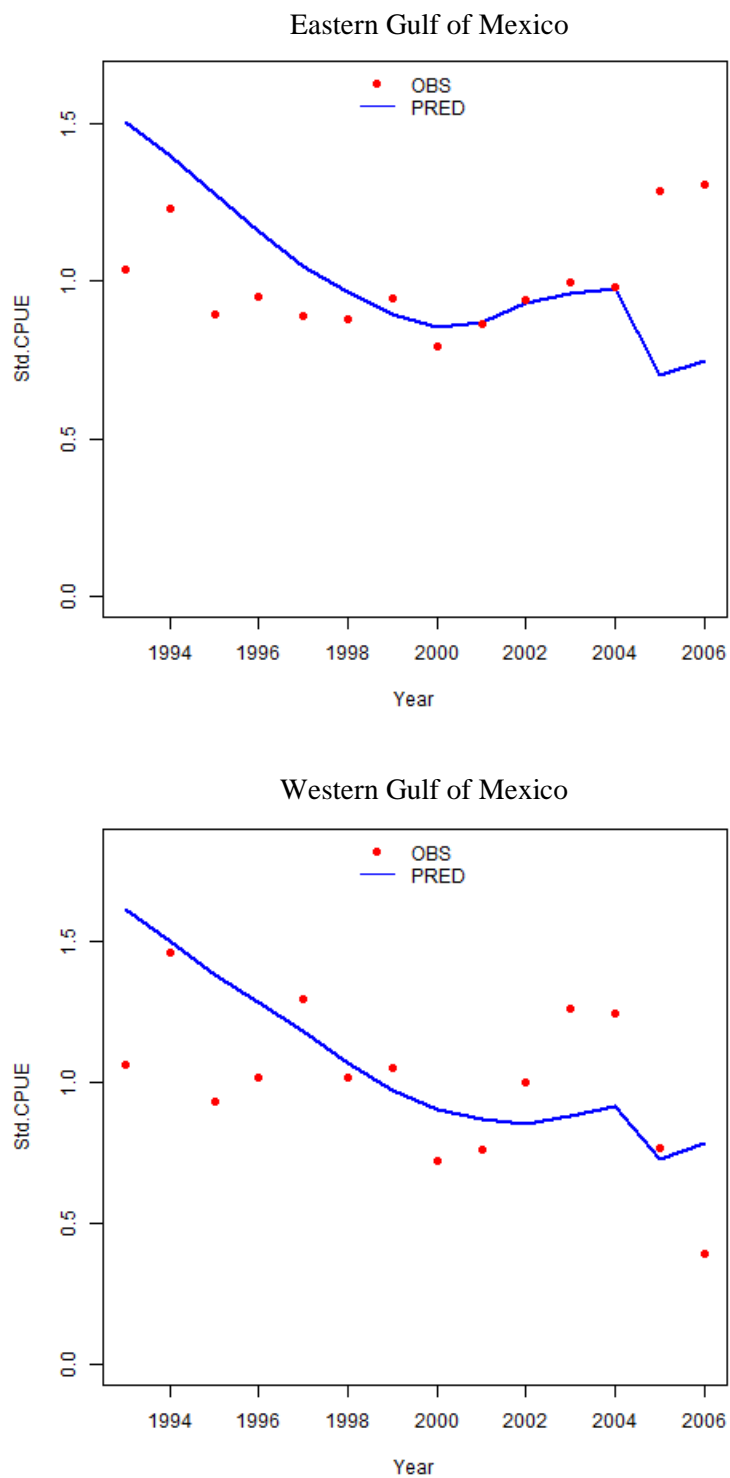 Eastern Gulf of Mexico
OBS
PRED
1.5
1.0
0.5
0.0
Std.CPUE
1994 1996 1998 2000 2002 2004 2006
Year
Western Gulf of Mexico
OBS
PRED
1.5
1.0
0.5
0.0
Std.CPUE
1994 1996 1998 2000 2002 2004 2006
Year